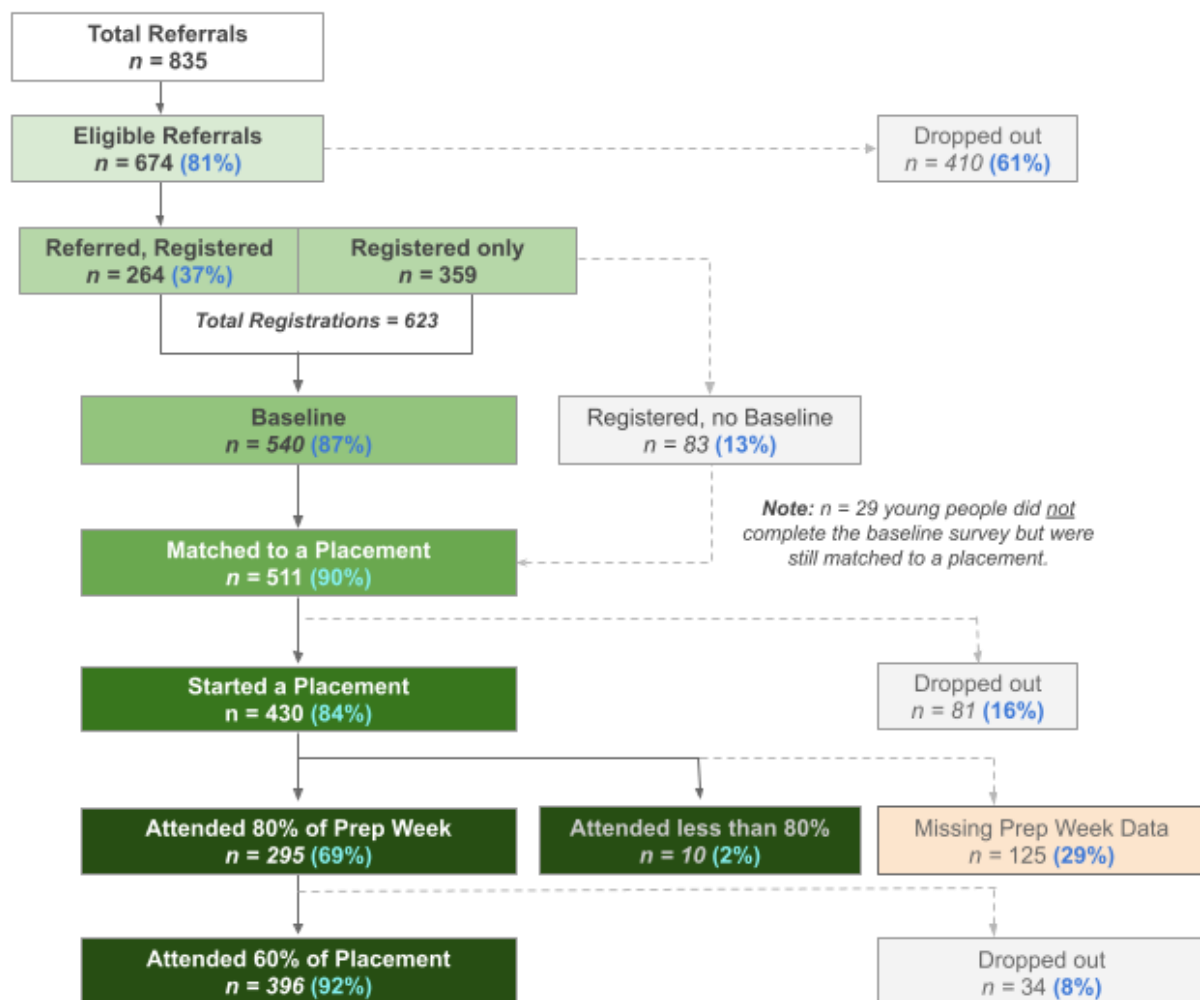 Total Referrals
n = 835
Eligible Referrals
n = 674 (81%)
Dropped out
n = 410 (61%)
Referred, Registered
n = 264 (37%)
Registered only
n = 359
Total Registrations = 623
Baseline
n = 540 (87%)
Registered, no Baseline
n = 83 (13%)
Note: n = 29 young people did not
complete the baseline survey but were
still matched to a placement.
Matched to a Placement
n = 511 (90%)
Started a Placement
n = 430 (84%)
Dropped out
n = 81 (16%)
Attended 80% of Prep Week
n = 295 (69%)
Attended less than 80%
n = 10 (2%)
Missing Prep Week Data
n = 125 (29%)
Attended 60% of Placement
n = 396 (92%)
Dropped out
n = 34 (8%)